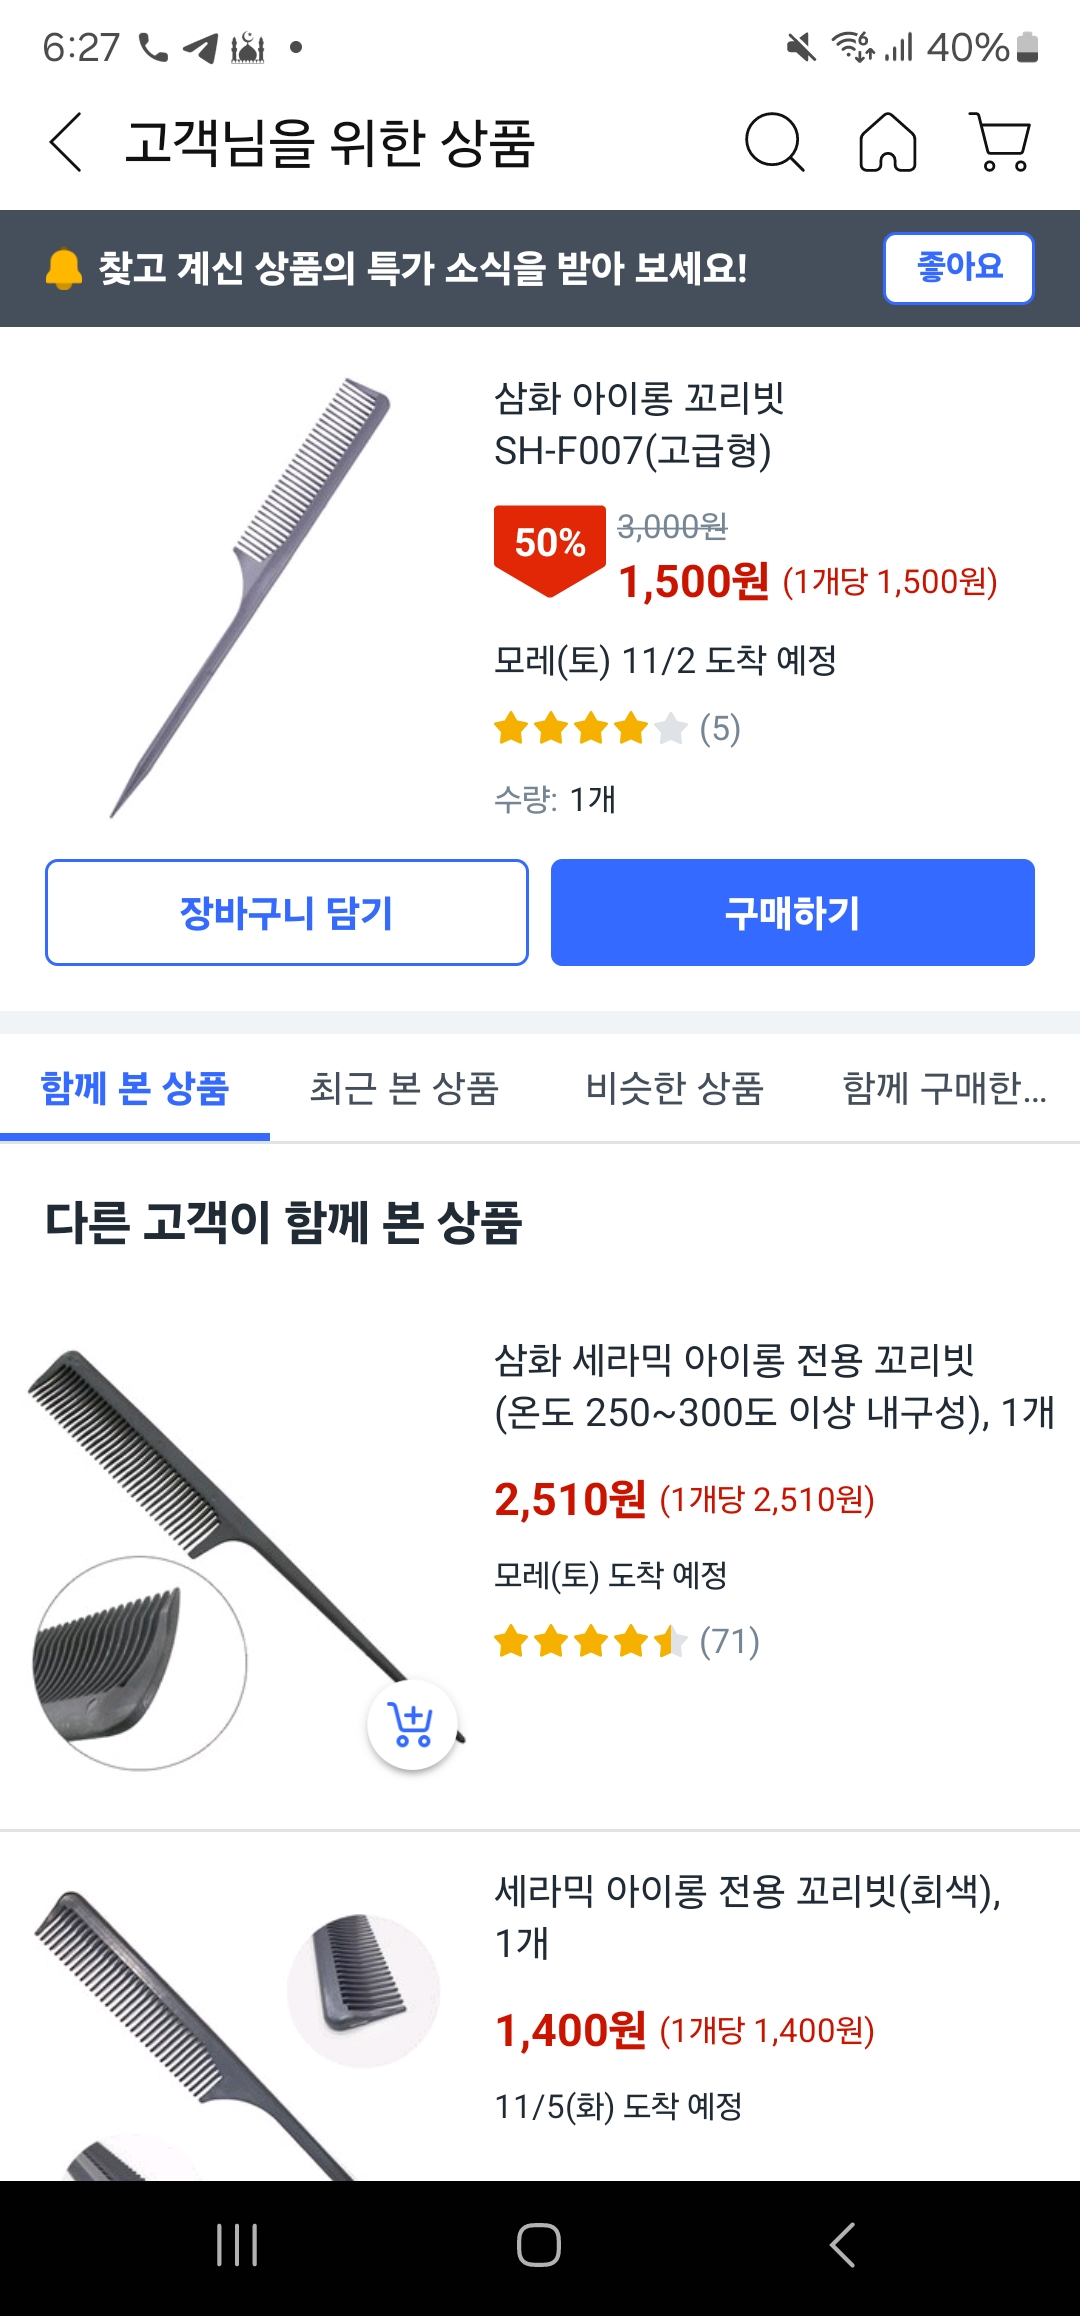 6:27
6
40%
고객님을 위한 상품
찾고 계신 상품의 특가 소식을 받아 보세요!
좋아요
삼화 아이롱 꼬리빗
SH-F007(고급형)
50%
3,000원
1,500원 (1개당 1,500원)
모레(토) 11/2 도착 예정
(5)
수량: 1개
장바구니 담기
구매하기
함께 본 상품
최근 본 상품
비슷한 상품
함께 구매한...
다른 고객이 함께 본 상품
삼화 세라믹 아이롱 전용 꼬리빗
(온도 250~300도 이상 내구성), 1개
2,510원 (1개당 2,510원)
모레(토) 도착 예정
(71)
세라믹 아이롱 전용 꼬리빗(회색),
1개
1,400원 (1개당 1,400원)
11/5(화) 도착 예정